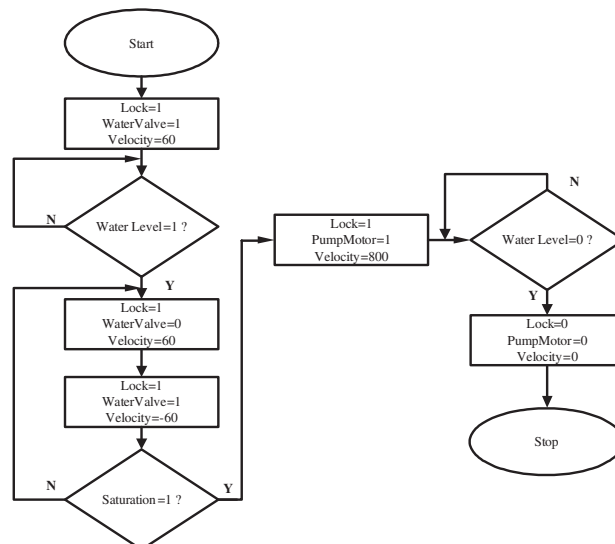 Start
Lock=1
WaterValve=1
Velocity=60
N
Water Level=1 ?
Y
Lock=1
WaterValve=0
Velocity=60
Lock=1
WaterValve=1
Velocity=-60
N
Saturation=1 ?
Y
Lock=1
PumpMotor=1
Velocity=800
N
Water Level=0 ?
Y
Lock=0
PumpMotor=0
Velocity=0
Stop